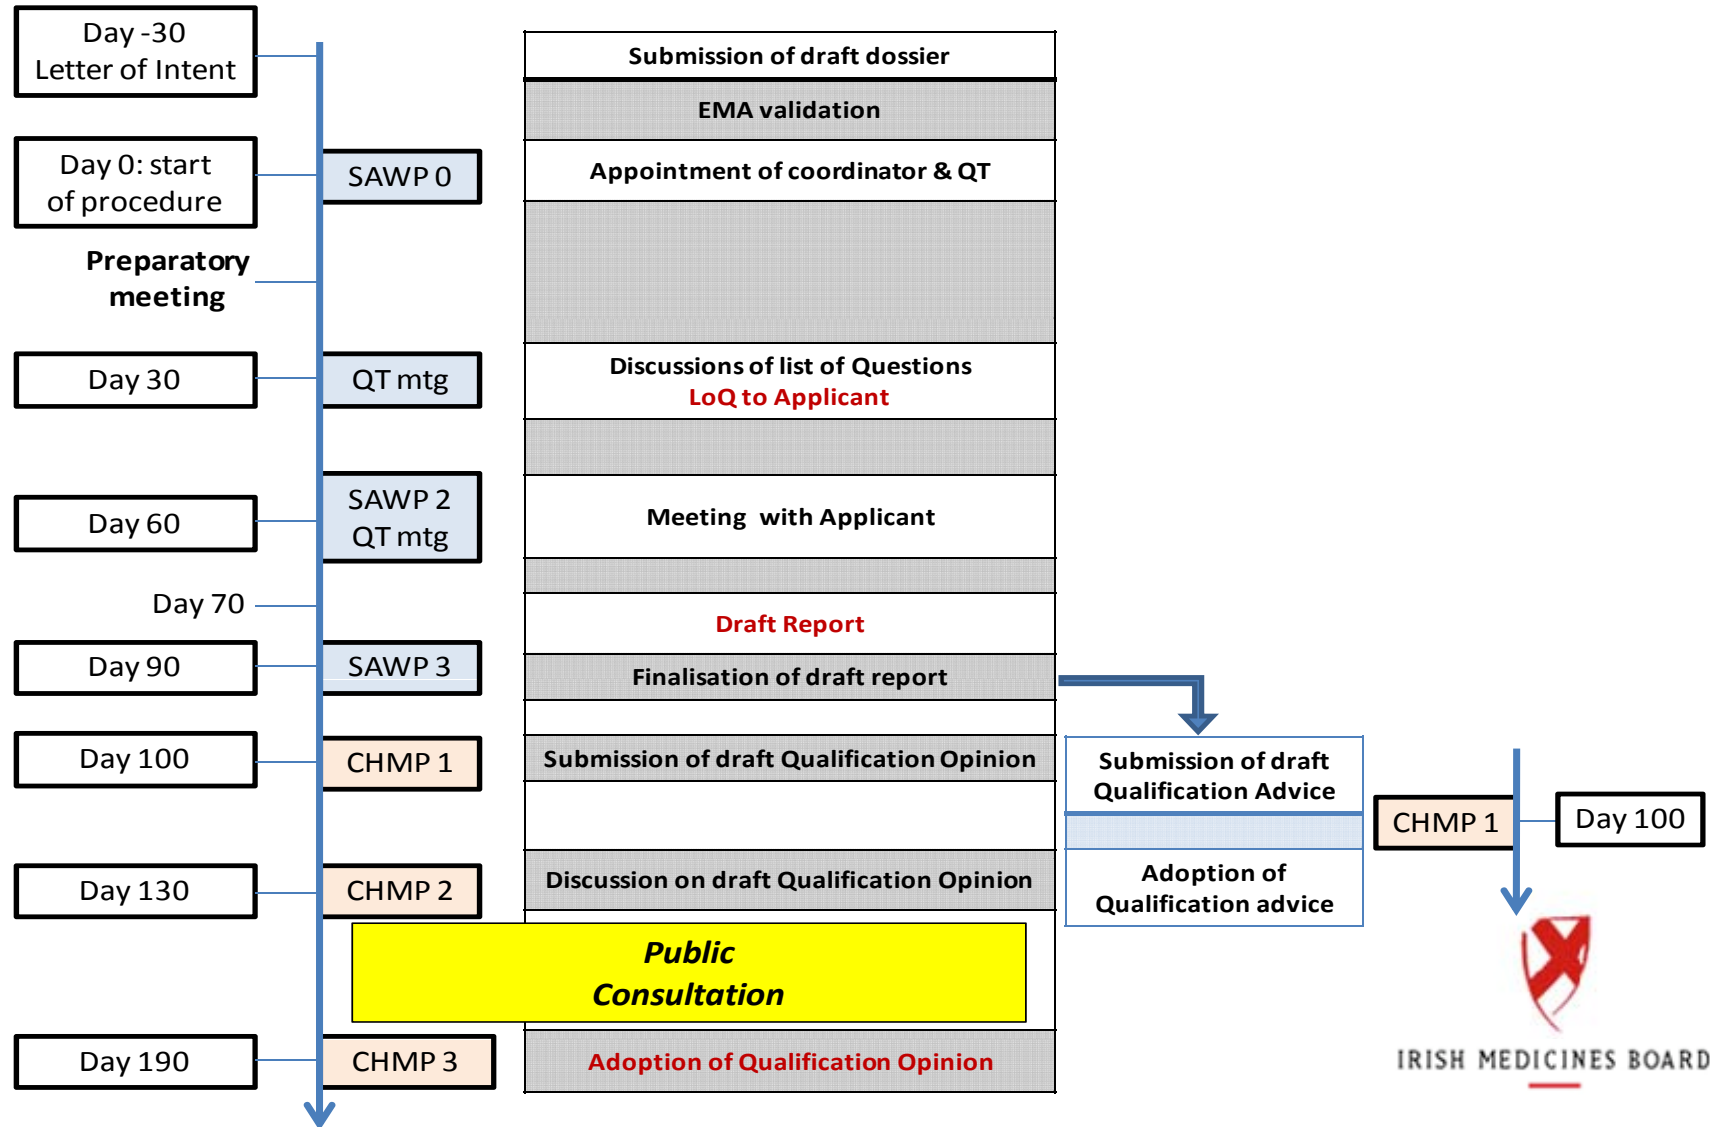 Day -30
Letter of Intent
Submission of draft dossier
EMA validation
Day 0: start
of procedure
SAWP 0
Appointment of coordinator & QT
Preparatory
meeting
Day 30
QT mtg
Discussions of list of Questions
LoQ to Applicant
Day 60
SAWP 2
QT mtg
Meeting with Applicant
Day 70
Draft Report
Day 90
SAWP 3
Finalisation of draft report
Day 100
CHMP 1
Submission of draft Qualification Opinion
Submission of draft
Qualification Advice
CHMP 1
Day 100
Day 130
CHMP 2
Discussion on draft Qualification Opinion
Adoption of
Qualification advice
Public
Consultation
Day 190
CHMP 3
Adoption of Qualification Opinion
IRISH MEDICINES BOARD